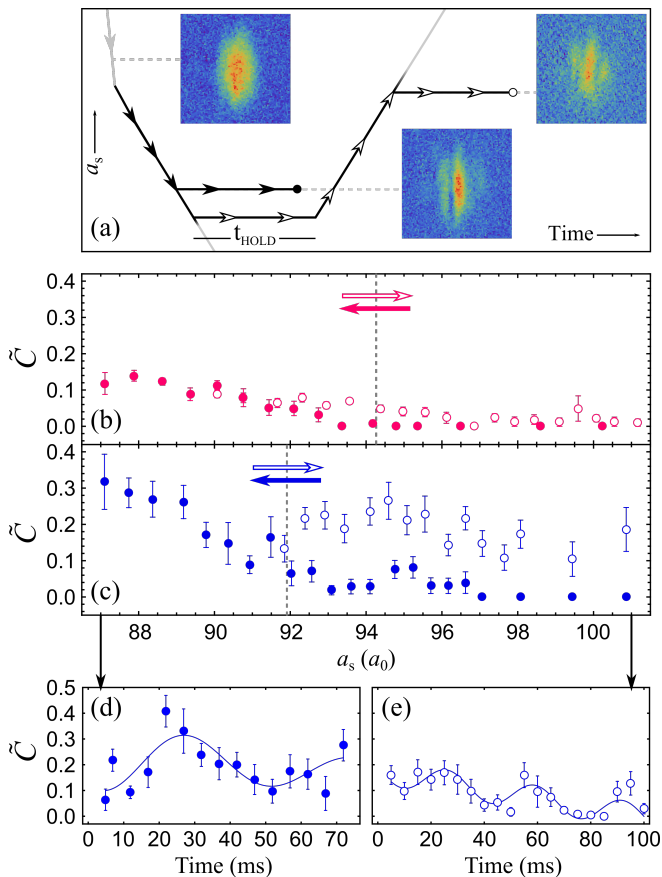 a_s
(a)
t_HOLD
Time
0.4
0.3
0.2
0.1
0.0
C̃
(b)
0.4
0.3
0.2
0.1
0.0
C̃
(c)
88 90 92 94 96 98 100
a_s (a_0)
0.5
0.4
0.3
0.2
0.1
0.0
C̃
(d)
(e)
0 10 20 30 40 50 60 70
0 20 40 60 80 100
Time (ms)
Time (ms)